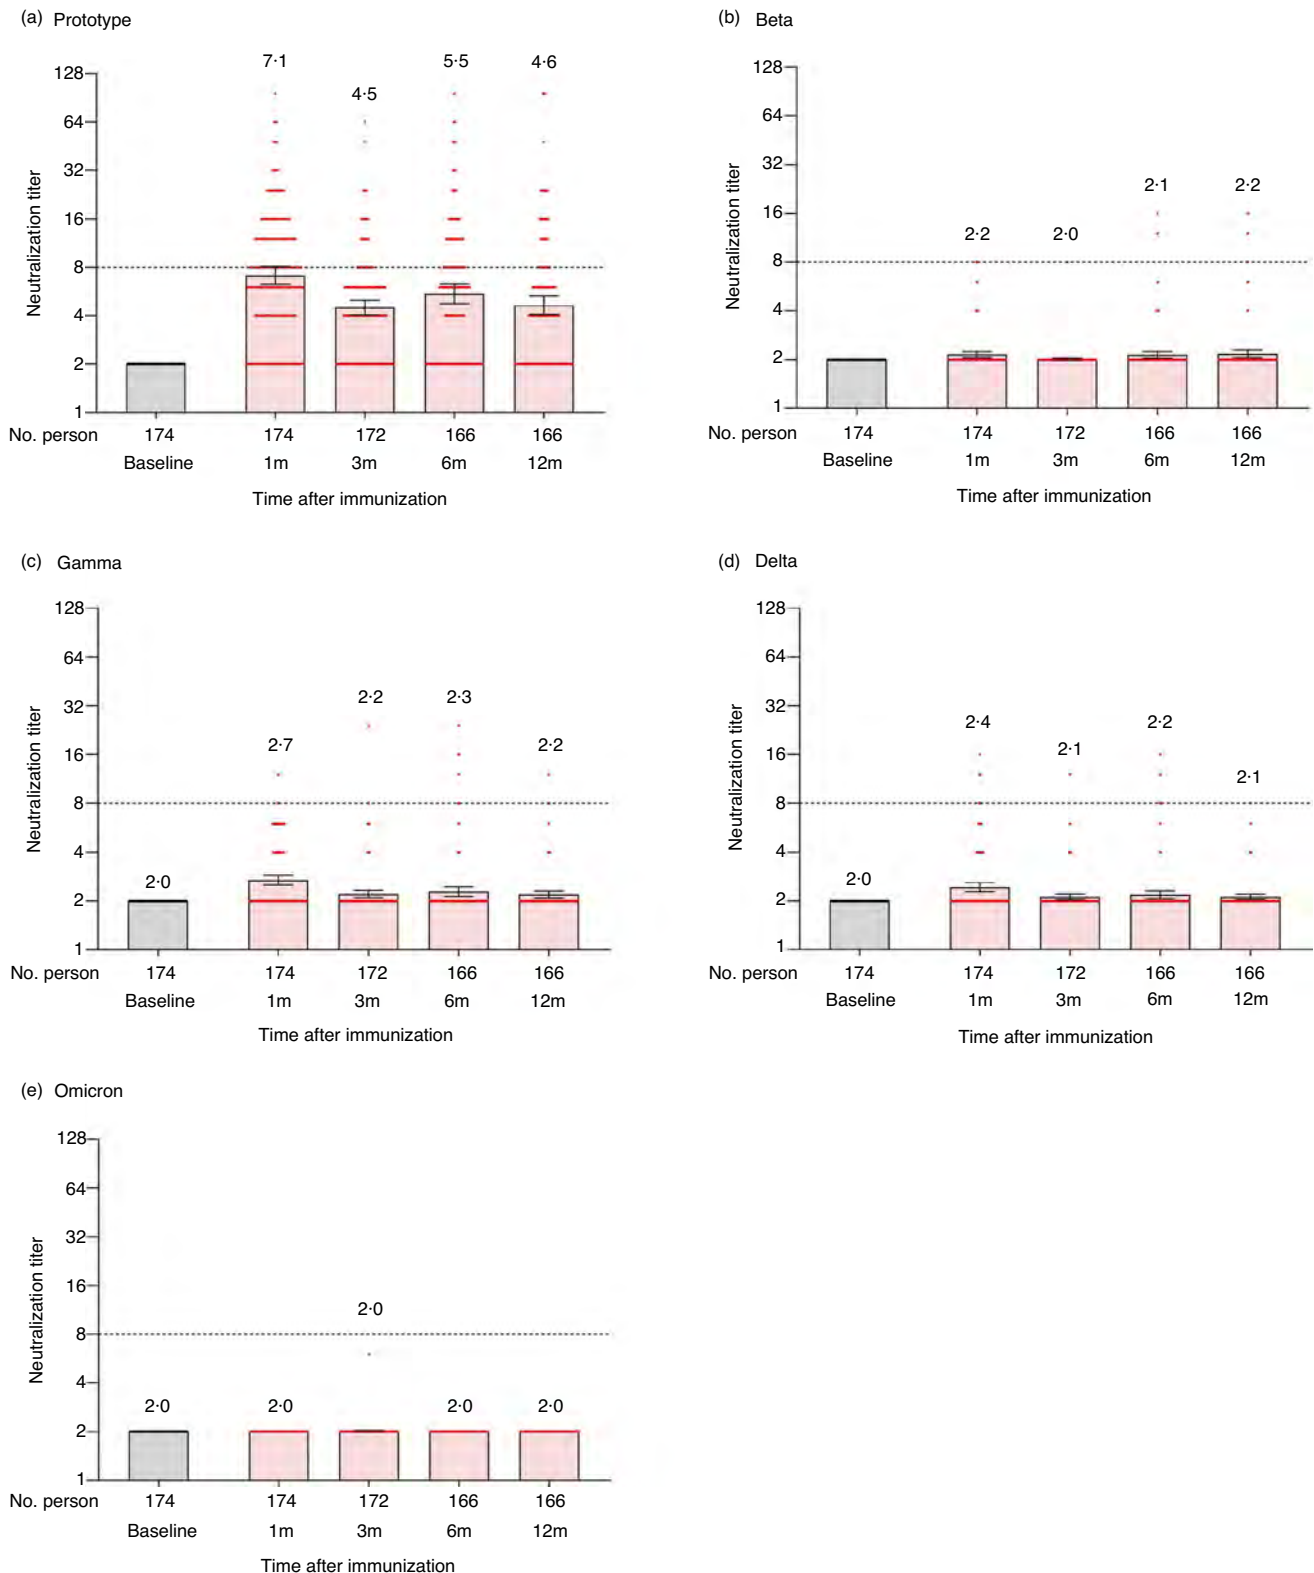 (a) Prototype
7·1
4·5
5·5
4·6
128
64
32
16
8
4
2
1
Neutralization titer
No. person 174 174 172 166 166
Baseline 1m 3m 6m 12m
Time after immunization
(b) Beta
2·2
2·0
2·1
2·2
128
64
32
16
8
4
2
1
Neutralization titer
No. person 174 174 172 166 166
Baseline 1m 3m 6m 12m
Time after immunization
(c) Gamma
2·0
2·7
2·2
2·3
2·2
128
64
32
16
8
4
2
1
Neutralization titer
No. person 174 174 172 166 166
Baseline 1m 3m 6m 12m
Time after immunization
(d) Delta
2·0
2·4
2·1
2·2
2·1
128
64
32
16
8
4
2
1
Neutralization titer
No. person 174 174 172 166 166
Baseline 1m 3m 6m 12m
Time after immunization
(e) Omicron
2·0
2·0
2·0
2·0
2·0
128
64
32
16
8
4
2
1
Neutralization titer
No. person 174 174 172 166 166
Baseline 1m 3m 6m 12m
Time after immunization